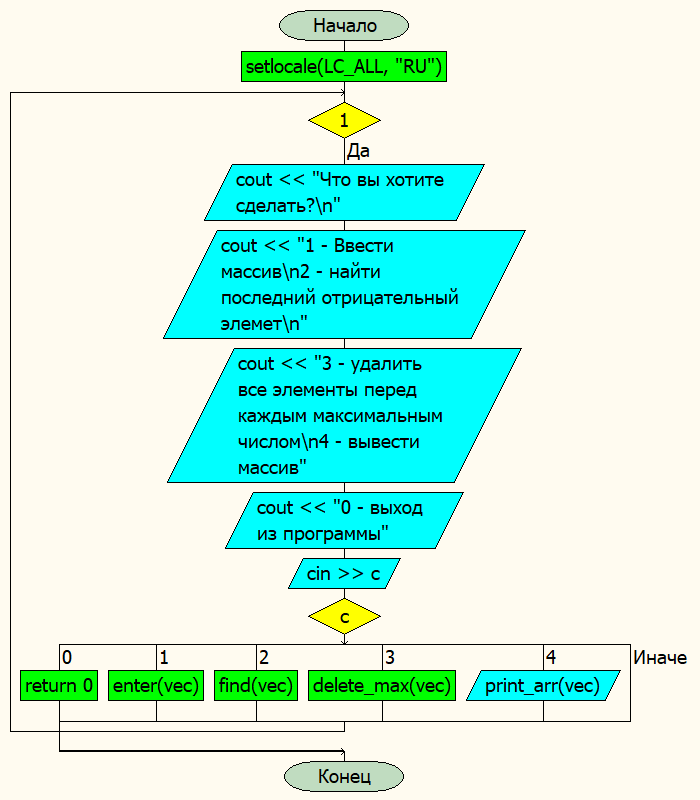 Начало
setlocale(LC_ALL, "RU")
1
Да
cout << "Что вы хотите
сделать?\n"
cout << "1 - Ввести
массив\n2 - найти
последний отрицательный
элемет\n"
cout << "3 - удалить
все элементы перед
каждым максимальным
числом\n4 - вывести
массив"
cout << "0 - выход
из программы"
cin >> c
c
0 1 2 3 4 Иначе
return 0 enter(vec) find(vec) delete_max(vec) print_arr(vec)
Конец